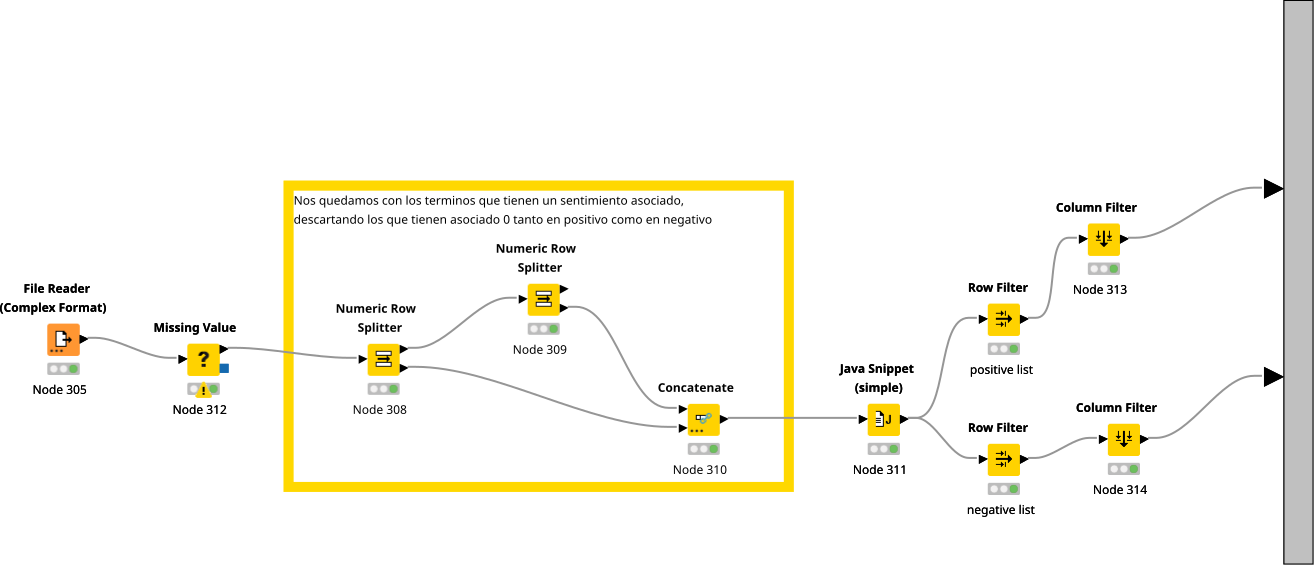 Nos quedamos con los terminos que tienen un sentimiento asociado,
descartando los que tienen asociado 0 tanto en positivo como en negativo
File Reader
(Complex Format)
Node 305
Missing Value
?
!
Node 312
Numeric Row
Splitter
Node 308
Numeric Row
Splitter
Node 309
Concatenate
Node 310
Java Snippet
(simple)
J
Node 311
Row Filter
positive list
Column Filter
Node 313
Row Filter
negative list
Column Filter
Node 314